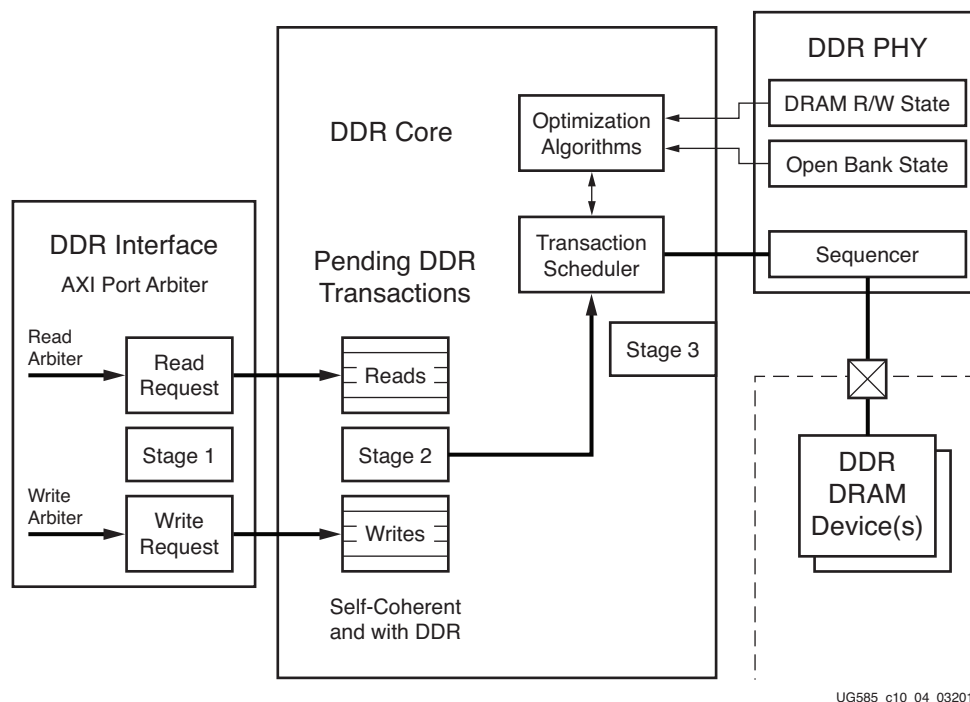 DDR PHY
DRAM R/W State
Open Bank State
Sequencer
DDR Core
Optimization
Algorithms
Transaction
Scheduler
Stage 3
DDR Interface
AXI Port Arbiter
Pending DDR
Transactions
Read
Arbiter
Read
Request
Reads
Stage 1
Stage 2
Write
Arbiter
Write
Request
Writes
Self-Coherent
and with DDR
DDR
DRAM
Device(s)
UG585_c10_04_03201